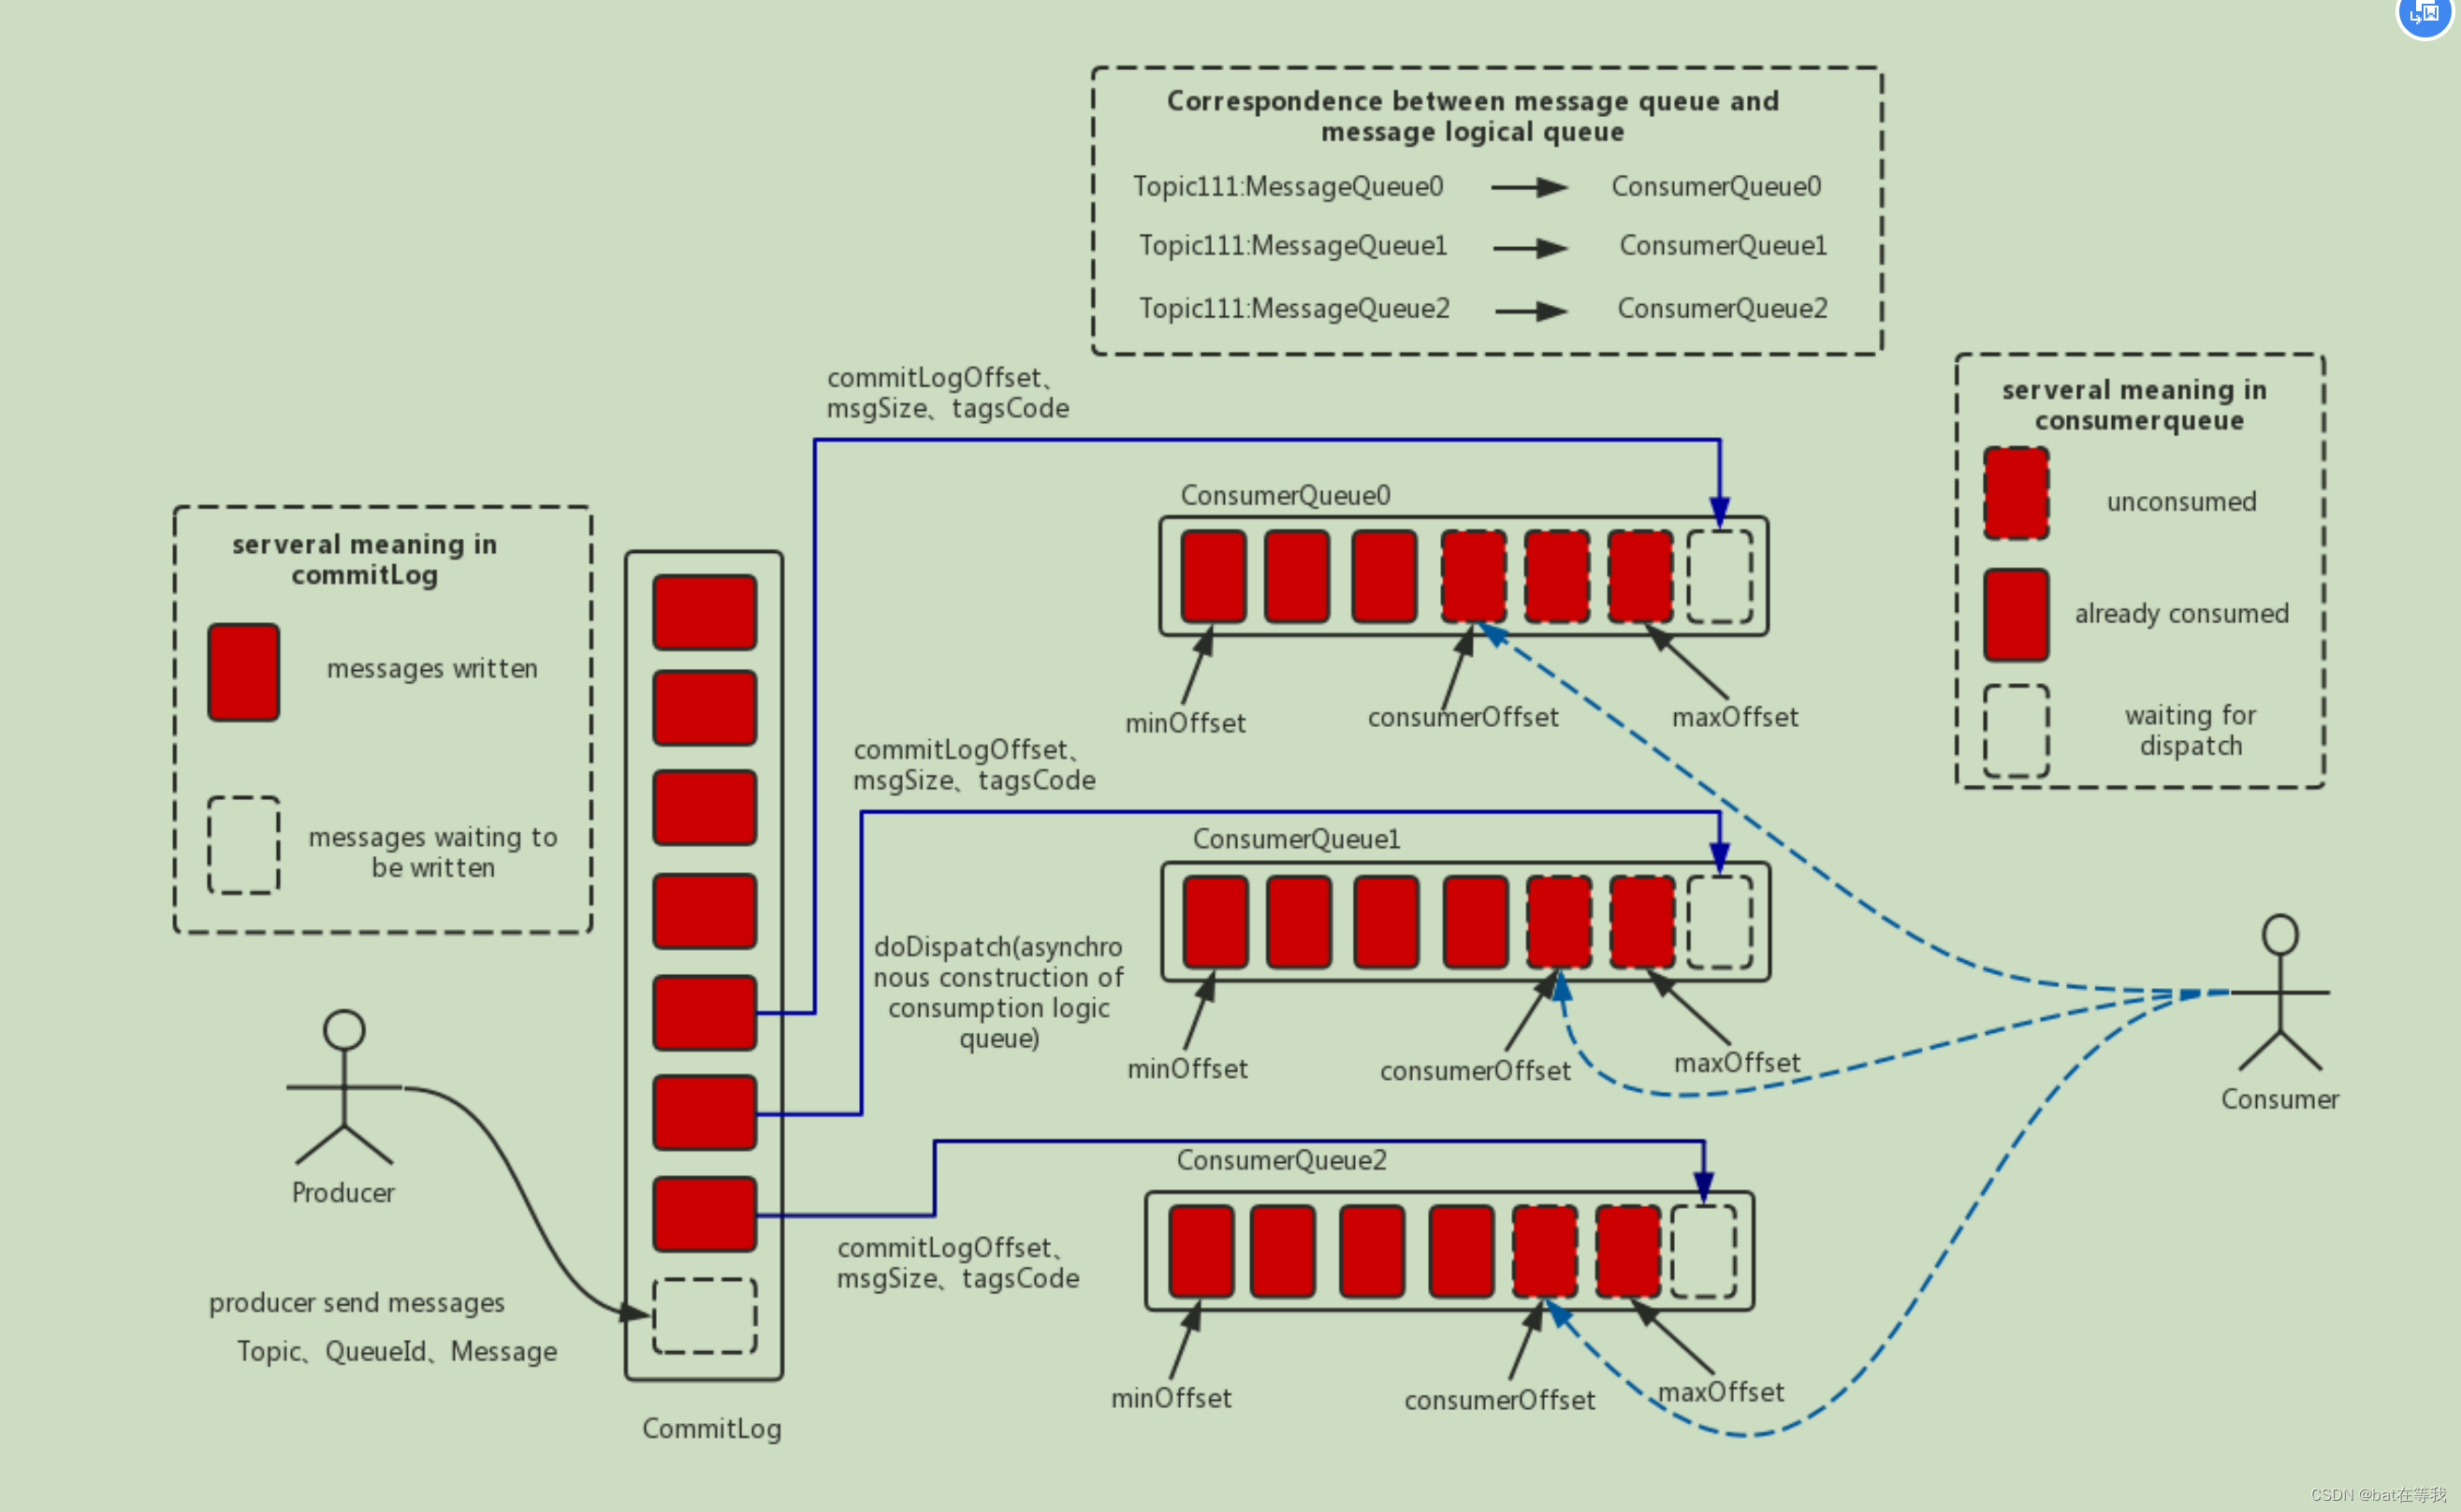 Correspondence between message queue and
message logical queue
Topic111:MessageQueue0
ConsumerQueue0
Topic111:MessageQueue1
ConsumerQueue1
Topic111:MessageQueue2
ConsumerQueue2
serveral meaning in
consumerqueue
unconsumed
already consumed
waiting for
dispatch
serveral meaning in
commitLog
messages written
messages waiting to
be written
commitLogOffset、
msgSize、tagsCode
ConsumerQueue0
minOffset
consumerOffset
maxOffset
commitLogOffset、
msgSize、tagsCode
ConsumerQueue1
doDispatch(asynchro
nous construction of
consumption logic
queue)
minOffset
consumerOffset
maxOffset
Consumer
ConsumerQueue2
commitLogOffset、
msgSize、tagsCode
minOffset
consumerOffset
maxOffset
Producer
producer send messages
Topic、QueueId、Message
CommitLog
CSDN @bat在等我